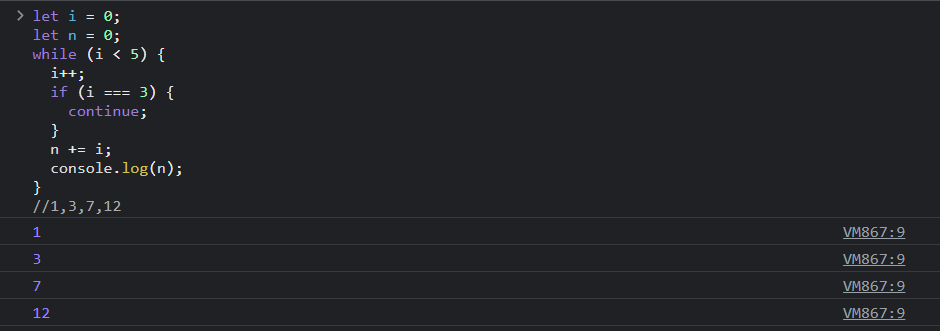 > let i = 0;
let n = 0;
while (i < 5) {
  i++;
  if (i === 3) {
    continue;
  }
  n += i;
  console.log(n);
}
//1,3,7,12
1 VM867:9
3 VM867:9
7 VM867:9
12 VM867:9